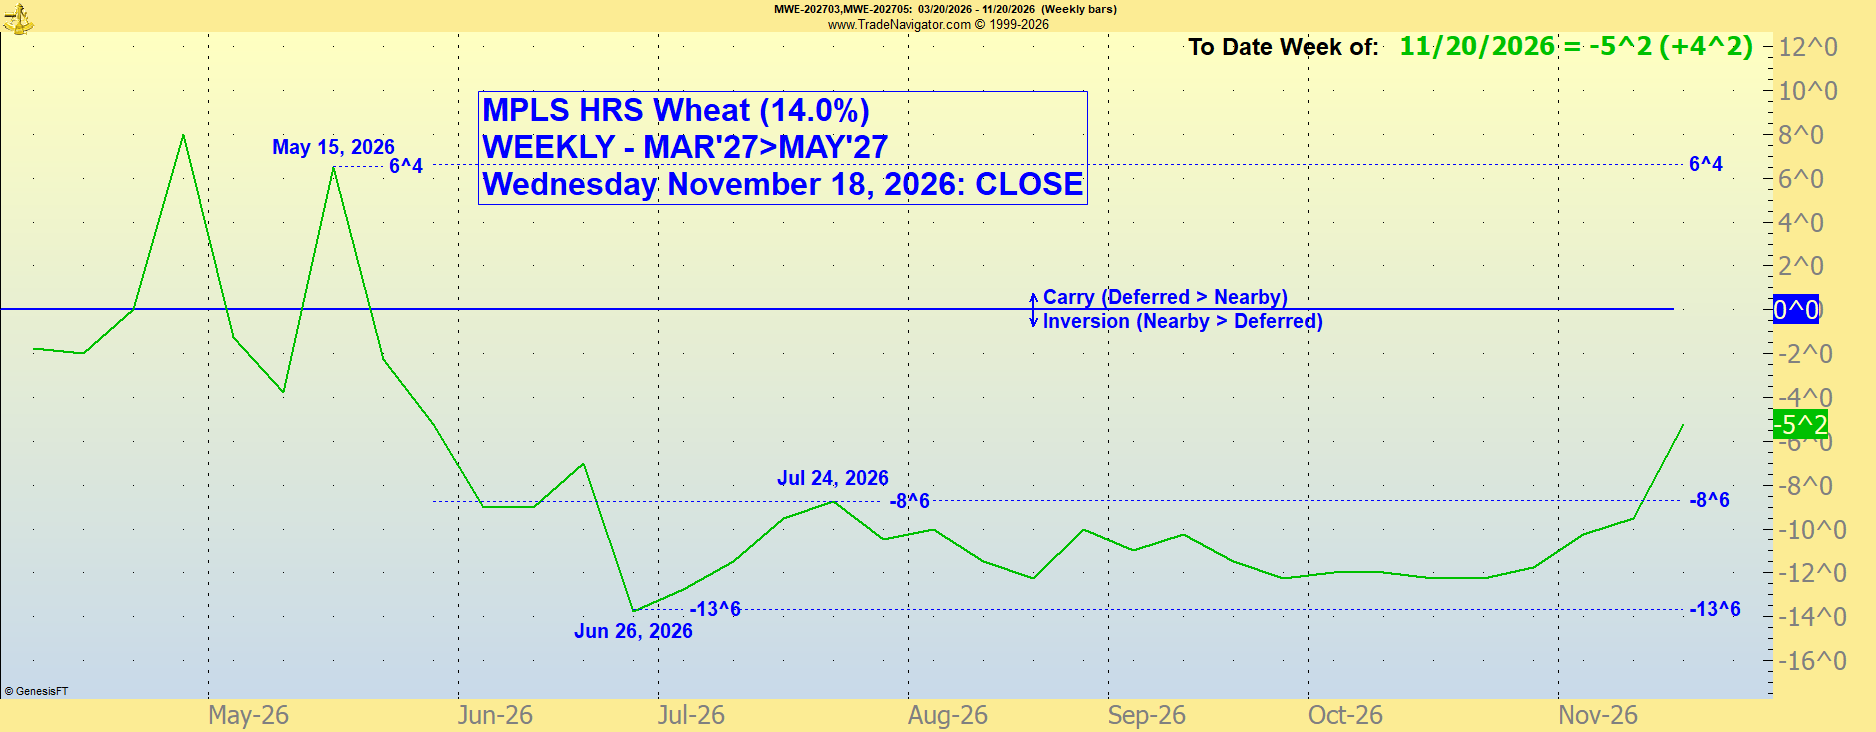 MWE-202703,MWE-202705: 03/20/2026 - 11/20/2026 (Weekly bars)
www.TradeNavigator.com © 1999-2026
To Date Week of: 11/20/2026 = -5^2 (+4^2)
MPLS HRS Wheat (14.0%)
WEEKLY - MAR'27>MAY'27
Wednesday November 18, 2026: CLOSE
May 15, 2026
6^4
6^4
Carry (Deferred > Nearby)
Inversion (Nearby > Deferred)
Jul 24, 2026
-8^6
-8^6
-13^6
-13^6
Jun 26, 2026
12^0
10^0
8^0
6^0
4^0
2^0
0^0
-2^0
-4^0
-5^2
-6^0
-8^0
-10^0
-12^0
-14^0
-16^0
© GenesisFT
May-26
Jun-26
Jul-26
Aug-26
Sep-26
Oct-26
Nov-26